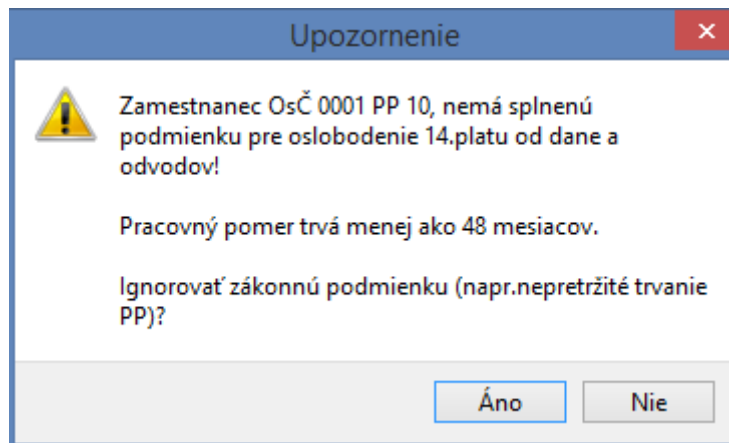 Upozornenie
Zamestnanec OsČ 0001 PP 10, nemá splnenú
podmienku pre oslobodenie 14.platu od dane a
odvodov!
Pracovný pomer trvá menej ako 48 mesiacov.
Ignorovať zákonnú podmienku (napr.nepretržité trvanie
PP)?
Áno
Nie